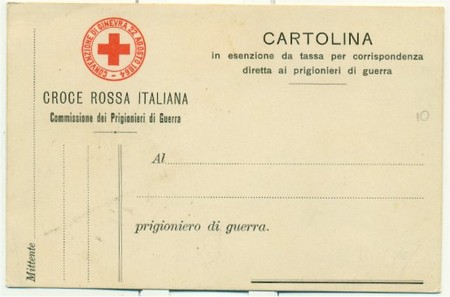 CONVENZIONE DI GINEVRA 22 AGOSTO 1864
CROCE ROSSA ITALIANA
Commissione dei Prigionieri di Guerra
CARTOLINA
in esenzione da tassa per corrispondenza
diretta ai prigionieri di guerra
10
Al
prigioniero di guerra.
Mittente